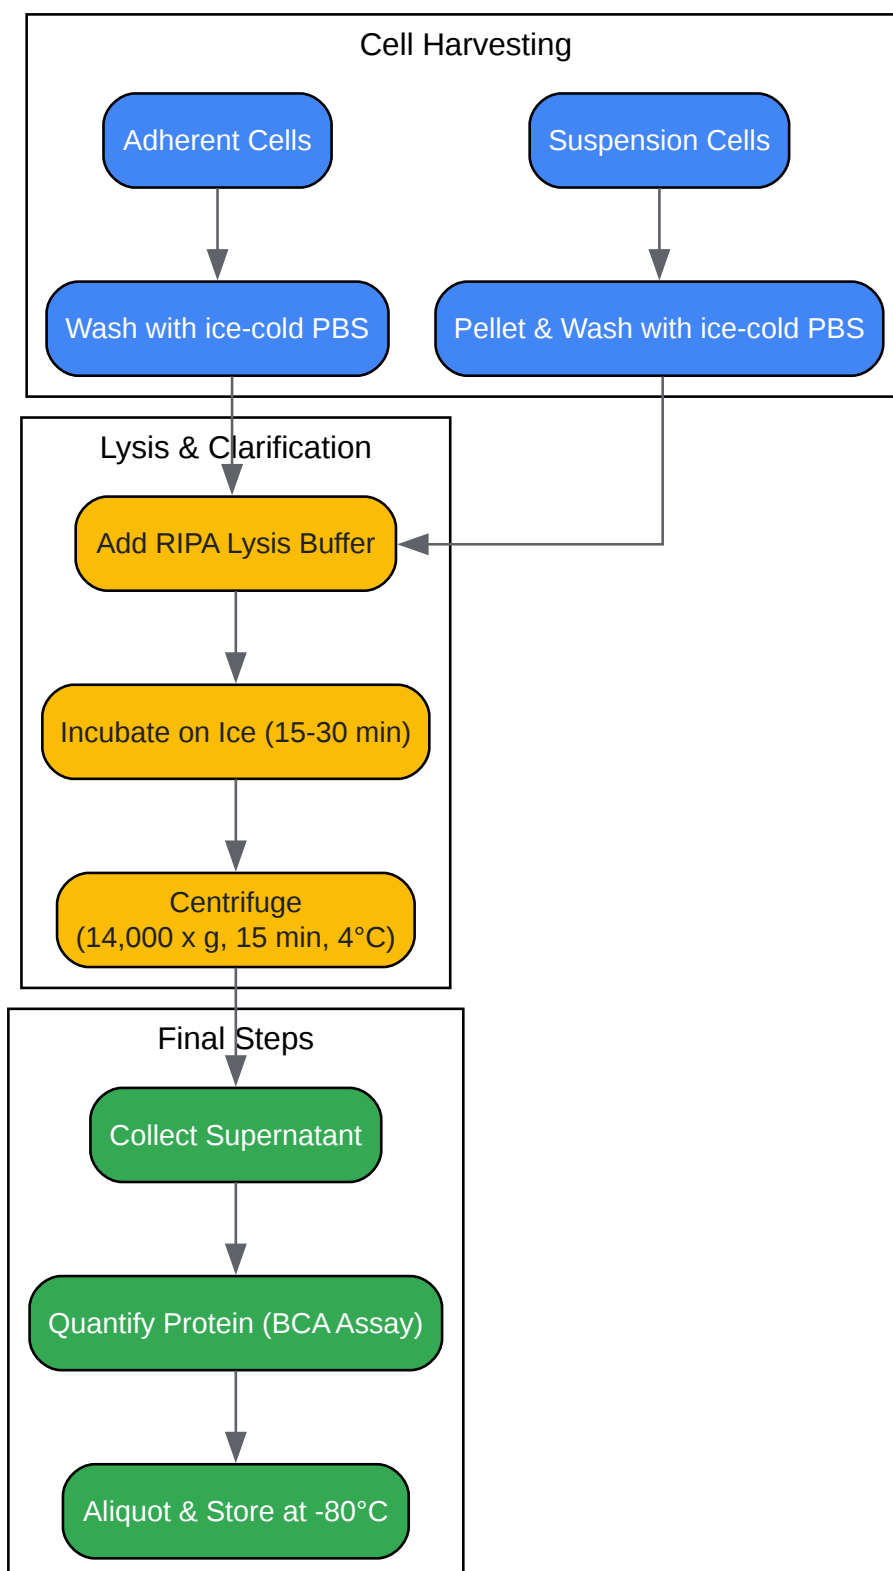 Cell Harvesting
Adherent Cells
Suspension Cells
Wash with ice-cold PBS
Pellet & Wash with ice-cold PBS
Lysis & Clarification
Add RIPA Lysis Buffer
Incubate on Ice (15-30 min)
Centrifuge
(14,000 x g, 15 min, 4°C)
Final Steps
Collect Supernatant
Quantify Protein (BCA Assay)
Aliquot & Store at -80°C